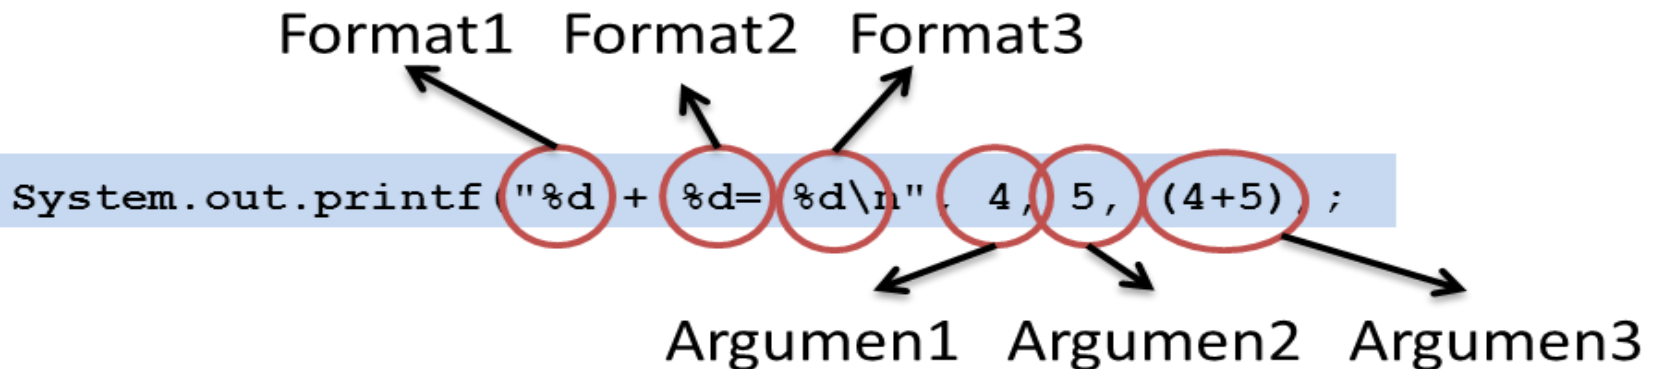 Format1 Format2 Format3
System.out.printf("%d + %d= %d\n", 4, 5, (4+5));
Argumen1 Argumen2 Argumen3